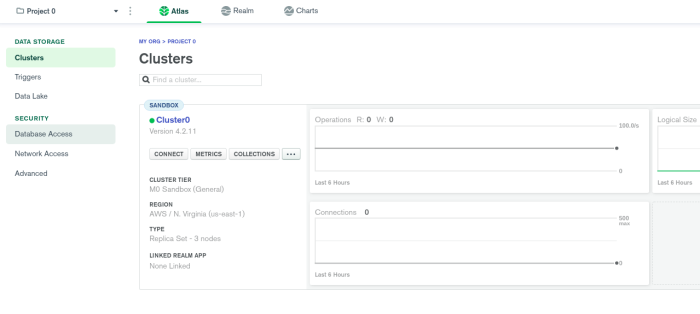 Project 0
Atlas
Realm
Charts
DATA STORAGE
Clusters
Triggers
Data Lake
SECURITY
Database Access
Network Access
Advanced
MY ORG > PROJECT 0
Clusters
Find a cluster...
SANDBOX
Cluster0
Version 4.2.11
CONNECT METRICS COLLECTIONS ...
CLUSTER TIER
M0 Sandbox (General)
REGION
AWS / N. Virginia (us-east-1)
TYPE
Replica Set - 3 nodes
LINKED REALM APP
None Linked
Operations R: 0 W: 0
100.0/s
0
Last 6 Hours
Logical Size
Last 6 Hours
Connections 0
500
max
0
Last 6 Hours